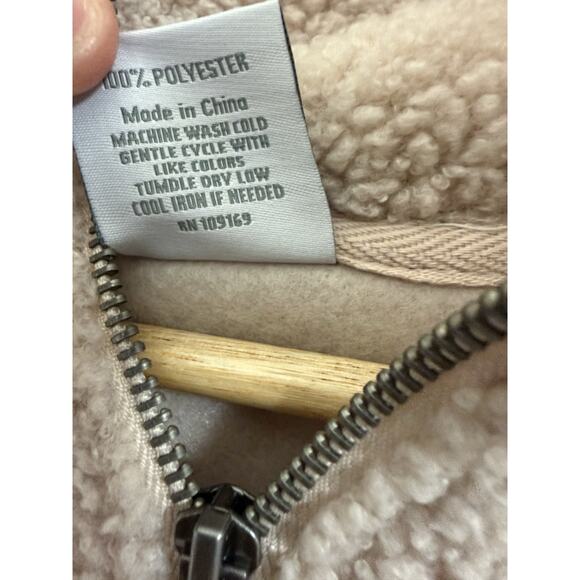 100% POLYESTER
Made in China
MACHINE WASH COLD
GENTLE CYCLE WITH
LIKE COLORS
TUMDLE DRY LOW
COOL IRON IF NEEDED
RN 109169